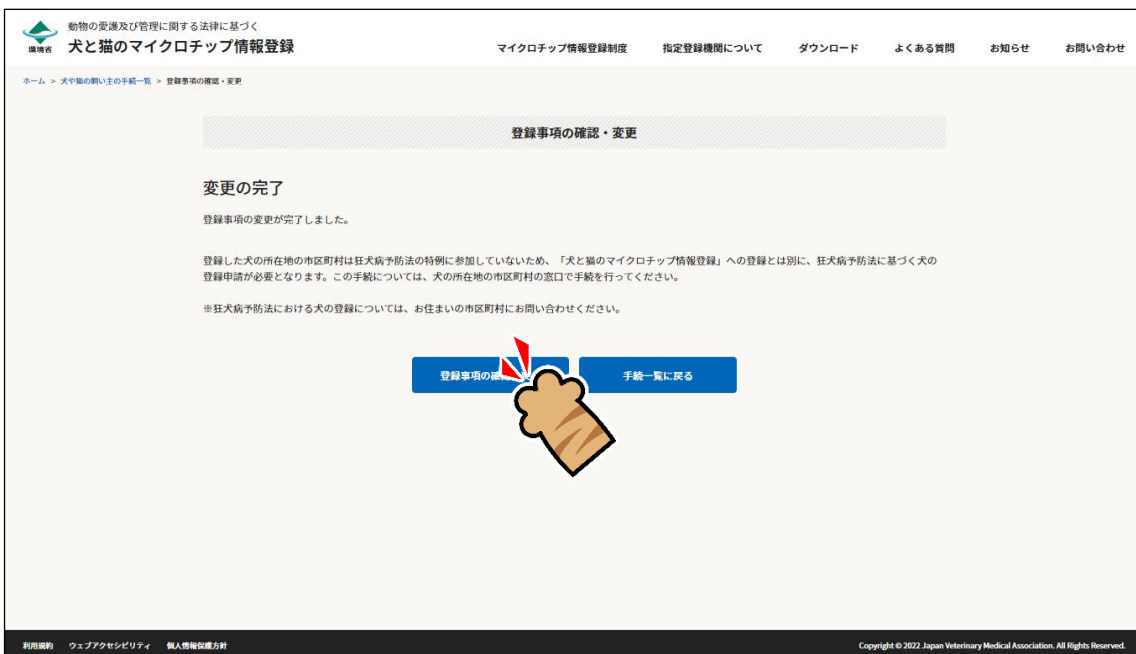 動物の愛護及び管理に関する法律に基づく
環境省 犬と猫のマイクロチップ情報登録
マイクロチップ情報登録制度 指定登録機関について ダウンロード よくある質問 お知らせ お問い合わせ
ホーム > 犬や猫の飼い主の手続一覧 > 登録事項の確認・変更
登録事項の確認・変更
変更の完了
登録事項の変更が完了しました。
登録した犬の所在地の市区町村は狂犬病予防法の特例に参加していないため、「犬と猫のマイクロチップ情報登録」への登録とは別に、狂犬病予防法に基づく犬の
登録申請が必要となります。この手続については、犬の所在地の市区町村の窓口で手続を行ってください。
※狂犬病予防法における犬の登録については、お住まいの市区町村にお問い合わせください。
登録事項の確 手続一覧に戻る
利用規約 ウェブアクセシビリティ 個人情報保護方針
Copyright © 2022 Japan Veterinary Medical Association. All Rights Reserved.